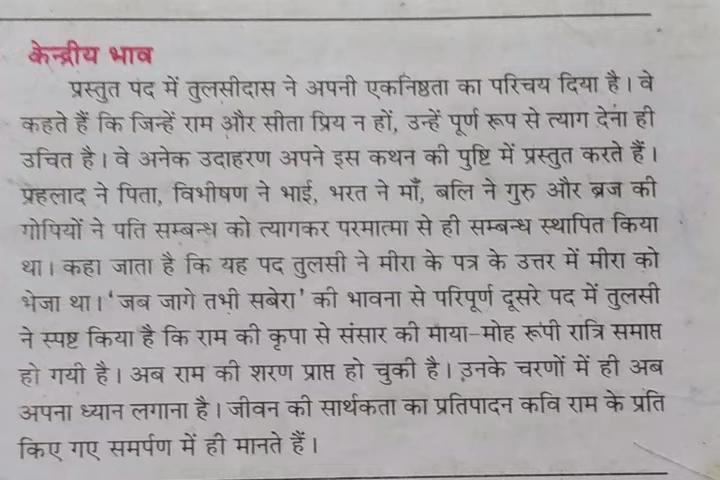 केन्द्रीय भाव
प्रस्तुत पद में तुलसीदास ने अपनी एकनिष्ठता का परिचय दिया है। वे
कहते हैं कि जिन्हें राम और सीता प्रिय न हों, उन्हें पूर्ण रूप से त्याग देना ही
उचित है। वे अनेक उदाहरण अपने इस कथन की पुष्टि में प्रस्तुत करते हैं।
प्रहलाद ने पिता, विभीषण ने भाई, भरत ने माँ, बलि ने गुरु और ब्रज की
गोपियों ने पति सम्बन्ध को त्यागकर परमात्मा से ही सम्बन्ध स्थापित किया
था। कहा जाता है कि यह पद तुलसी ने मीरा के पत्र के उत्तर में मीरा को
भेजा था। 'जब जागे तभी सबेरा' की भावना से परिपूर्ण दूसरे पद में तुलसी
ने स्पष्ट किया है कि राम की कृपा से संसार की माया-मोह रूपी रात्रि समाप्त
हो गयी है। अब राम की शरण प्राप्त हो चुकी है। उनके चरणों में ही अब
अपना ध्यान लगाना है। जीवन की सार्थकता का प्रतिपादन कवि राम के प्रति
किए गए समर्पण में ही मानते हैं।